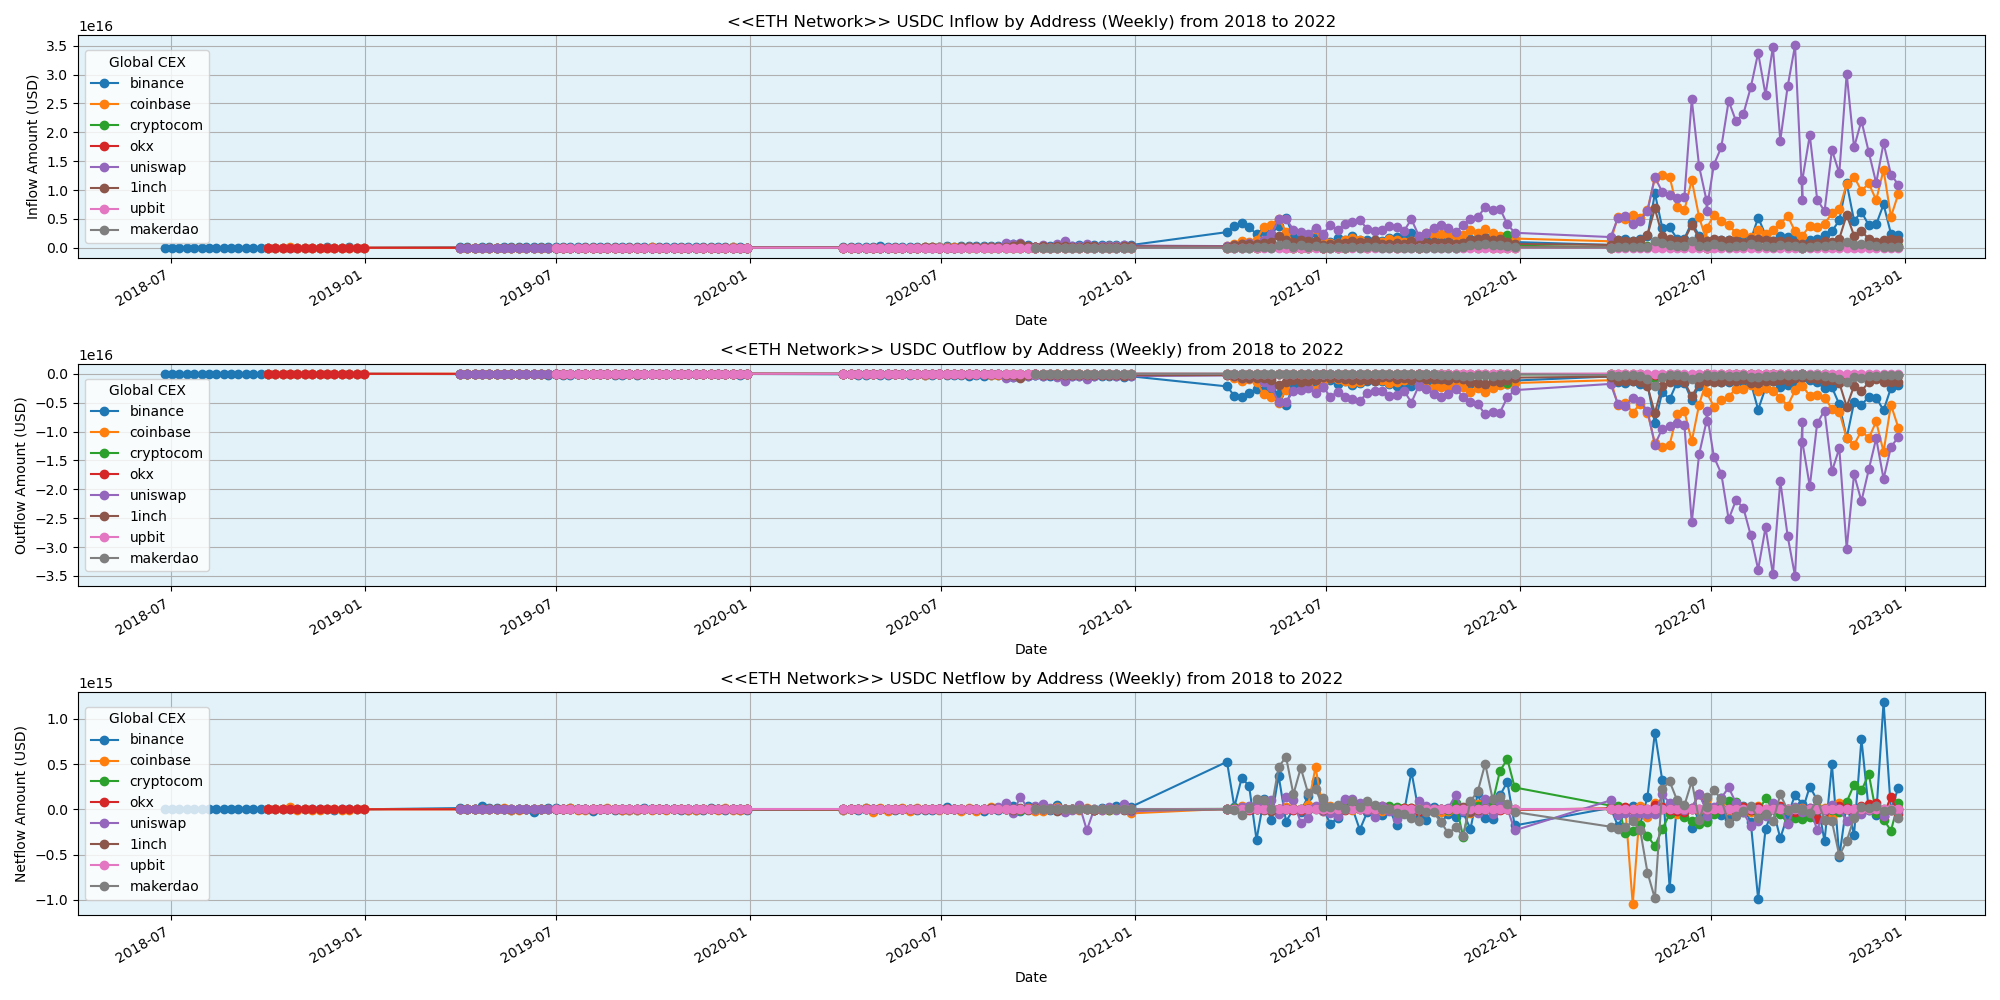 <<ETH Network>> USDC Inflow by Address (Weekly) from 2018 to 2022
1e16
Inflow Amount (USD)
3.5
3.0
2.5
2.0
1.5
1.0
0.5
0.0
Global CEX
binance
coinbase
cryptocom
okx
uniswap
1inch
upbit
makerdao
2018-07
2019-01
2019-07
2020-01
2020-07
2021-01
2021-07
2022-01
2022-07
2023-01
Date
<<ETH Network>> USDC Outflow by Address (Weekly) from 2018 to 2022
1e16
Outflow Amount (USD)
0.0
−0.5
−1.0
−1.5
−2.0
−2.5
−3.0
−3.5
Global CEX
binance
coinbase
cryptocom
okx
uniswap
1inch
upbit
makerdao
2018-07
2019-01
2019-07
2020-01
2020-07
2021-01
2021-07
2022-01
2022-07
2023-01
Date
<<ETH Network>> USDC Netflow by Address (Weekly) from 2018 to 2022
1e15
Netflow Amount (USD)
1.0
0.5
0.0
−0.5
−1.0
Global CEX
binance
coinbase
cryptocom
okx
uniswap
1inch
upbit
makerdao
2018-07
2019-01
2019-07
2020-01
2020-07
2021-01
2021-07
2022-01
2022-07
2023-01
Date